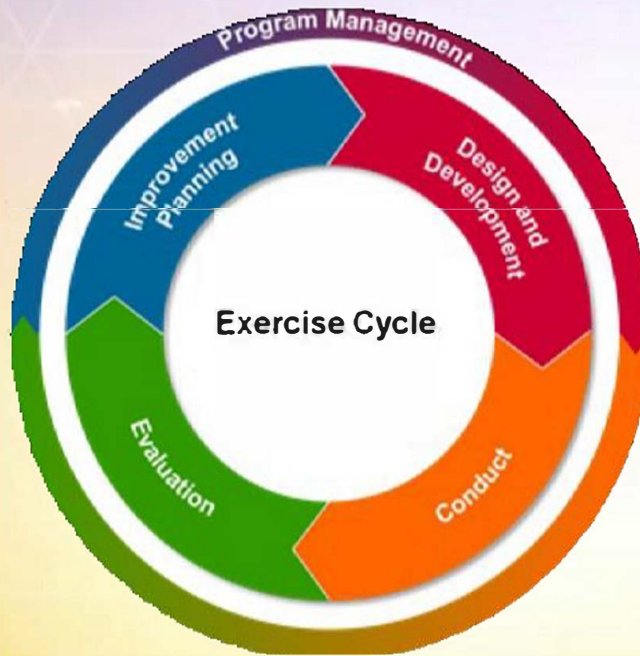 Program Management
Improvement
Planning
Design and
Development
Exercise Cycle
Evaluation
Conduct